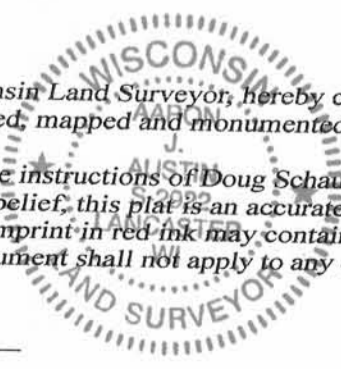 WISCONSIN
nsin Land Surveyor, hereby c
ed, mapped and monumented
AARON
J.
AUSTIN
e instructions of Doug Schau
S-2922
belief, this plat is an accurate
LANCASTER
mprint in red ink may contain
WI
ument shall not apply to any
LAND SURVEYOR